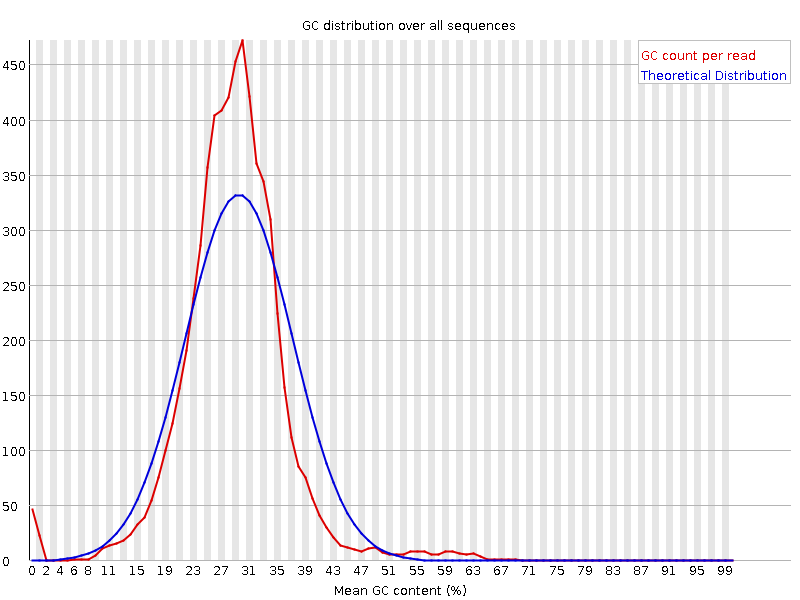 GC distribution over all sequences
GC count per read
Theoretical Distribution
450
400
350
300
250
200
150
100
50
0
0 2 4 6 8 11 15 19 23 27 31 35 39 43 47 51 55 59 63 67 71 75 79 83 87 91 95 99
Mean GC content (%)